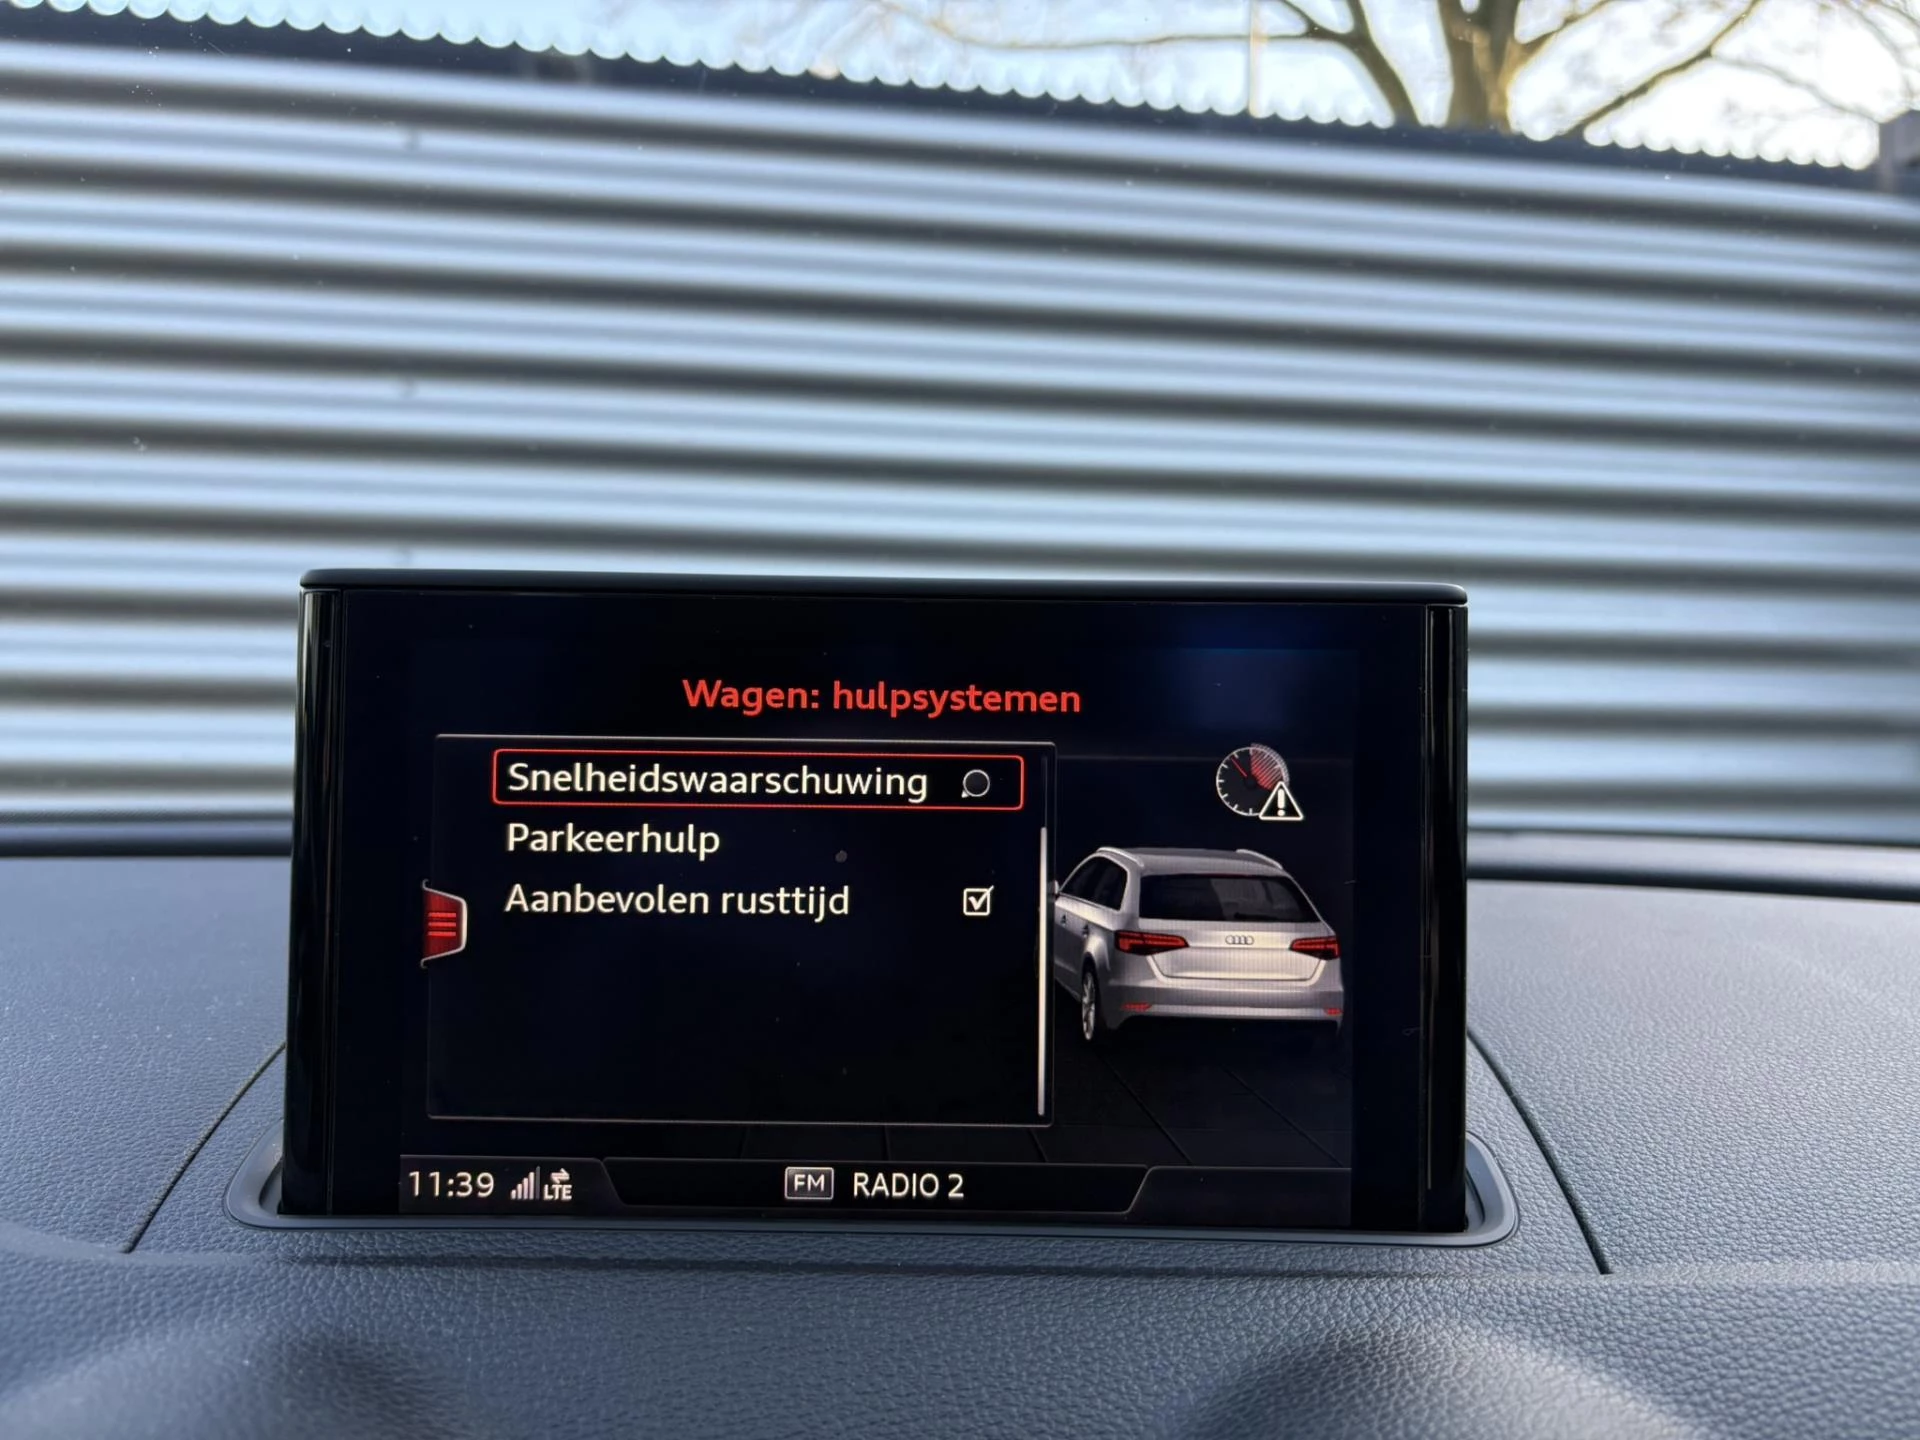 Wagen: hulpsystemen
Snelheidswaarschuwing
Parkeerhulp
Aanbevolen rusttijd
11:39 LTE FM RADIO 2